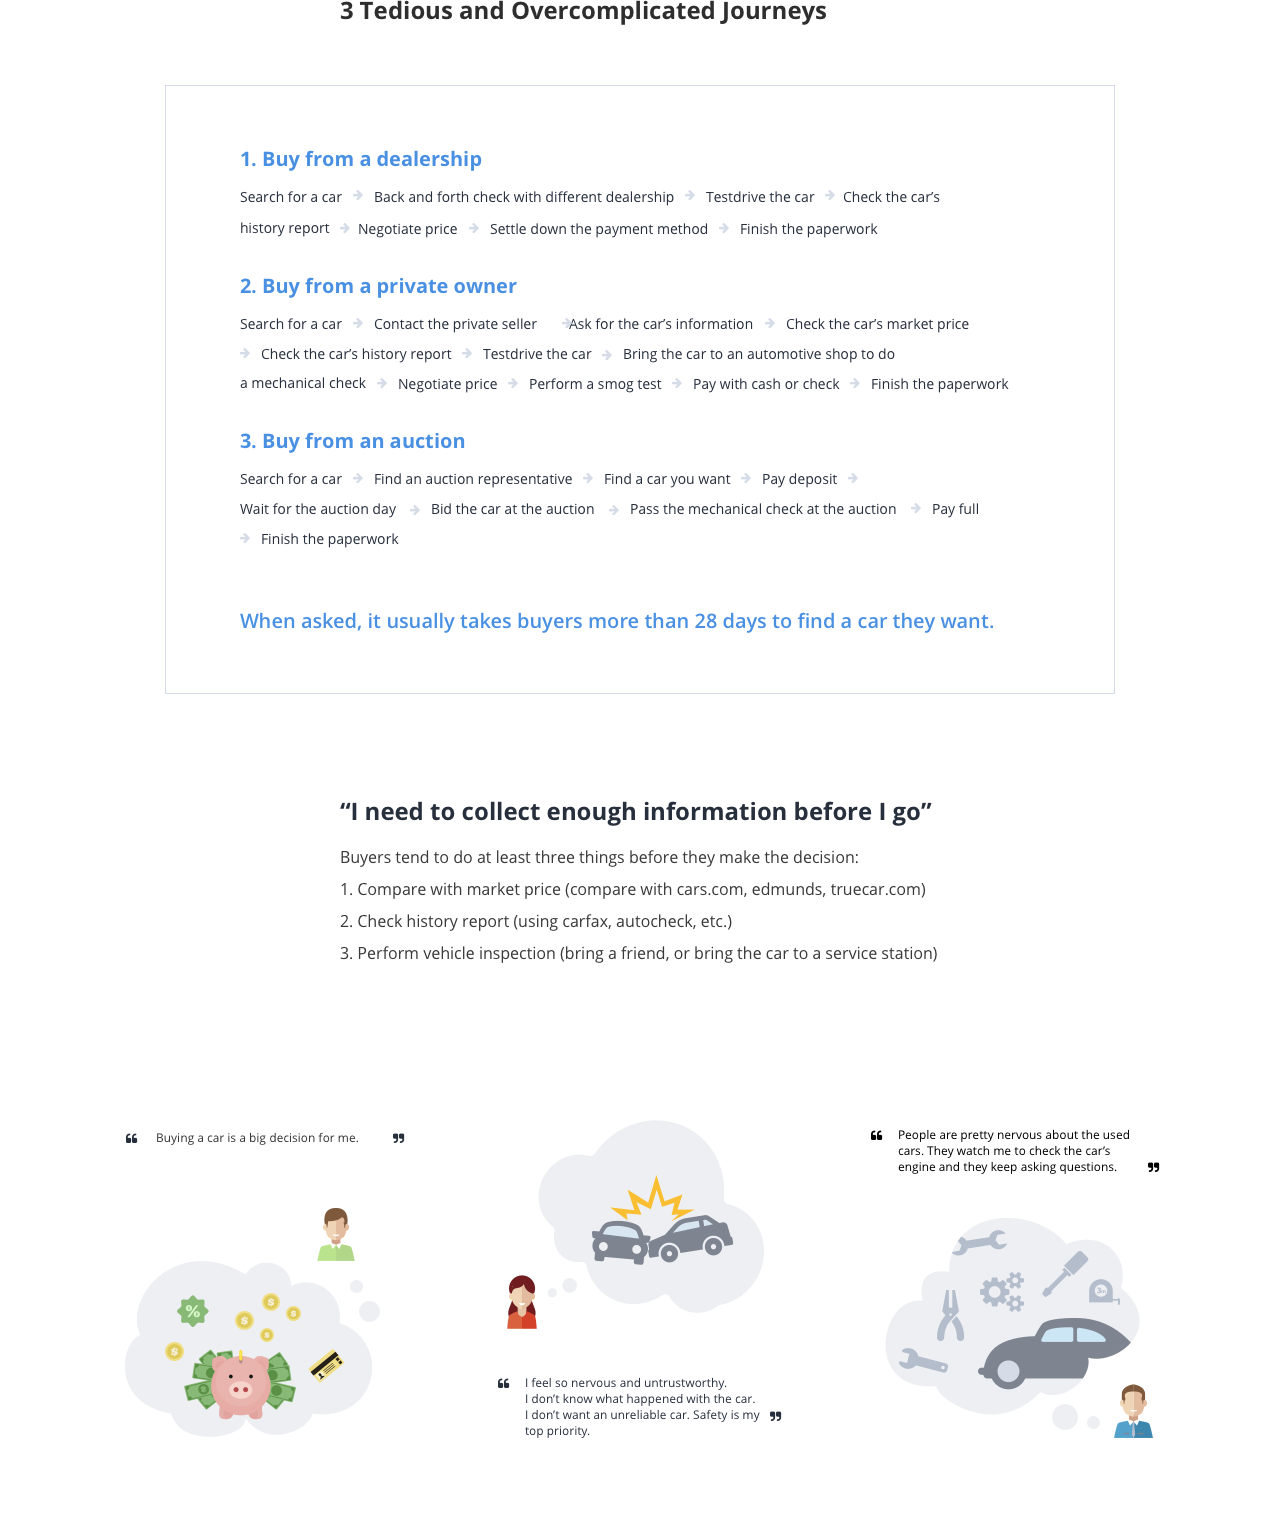 3 Tedious and Overcomplicated Journeys
1. Buy from a dealership
Search for a car → Back and forth check with different dealership → Testdrive the car → Check the car’s
history report → Negotiate price → Settle down the payment method → Finish the paperwork
2. Buy from a private owner
Search for a car → Contact the private seller → Ask for the car’s information → Check the car’s market price
→ Check the car’s history report → Testdrive the car → Bring the car to an automotive shop to do
a mechanical check → Negotiate price → Perform a smog test → Pay with cash or check → Finish the paperwork
3. Buy from an auction
Search for a car → Find an auction representative → Find a car you want → Pay deposit →
Wait for the auction day → Bid the car at the auction → Pass the mechanical check at the auction → Pay full
→ Finish the paperwork
When asked, it usually takes buyers more than 28 days to find a car they want.
“I need to collect enough information before I go”
Buyers tend to do at least three things before they make the decision:
1. Compare with market price (compare with cars.com, edmunds, truecar.com)
2. Check history report (using carfax, autocheck, etc.)
3. Perform vehicle inspection (bring a friend, or bring the car to a service station)
“ Buying a car is a big decision for me. ”
“ I feel so nervous and untrustworthy.
I don’t know what happened with the car.
I don’t want an unreliable car. Safety is my ”
top priority.
“ People are pretty nervous about the used
cars. They watch me to check the car’s
engine and they keep asking questions. ”
%
$
$
$
$
$